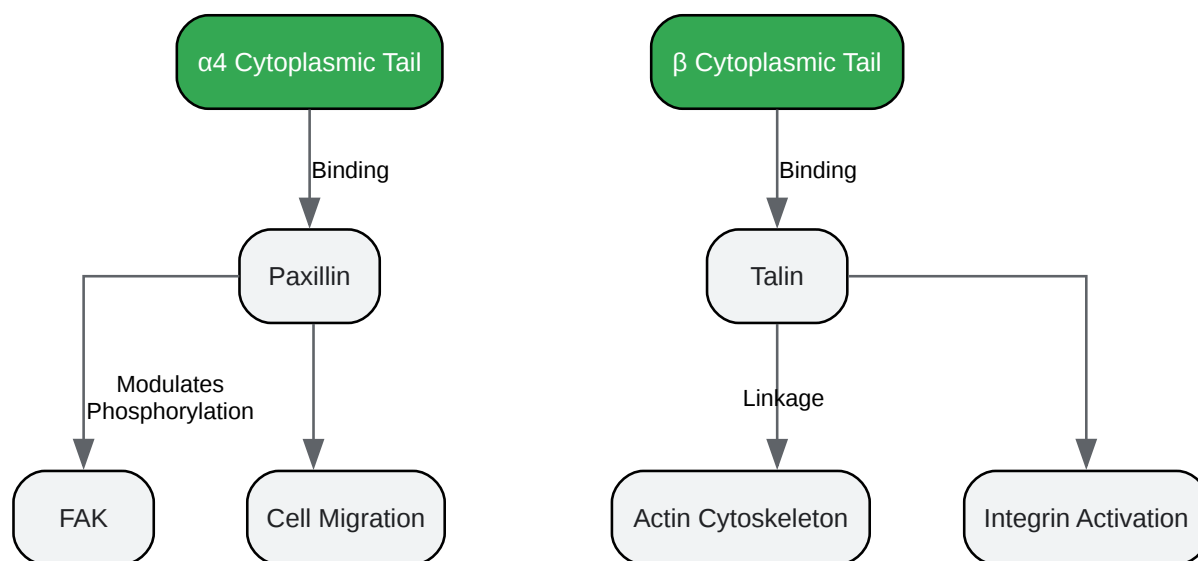 α4 Cytoplasmic Tail
β Cytoplasmic Tail
Binding
Binding
Paxillin
Talin
Modulates
Phosphorylation
Linkage
FAK
Cell Migration
Actin Cytoskeleton
Integrin Activation